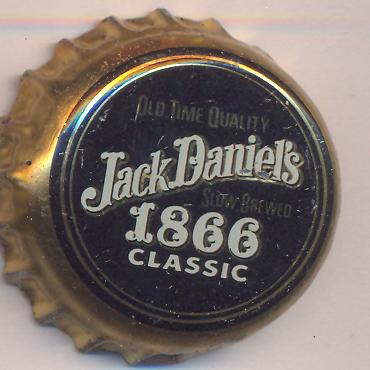 OLD TIME QUALITY
Jack Daniel's
SLOW BREWED
1866
CLASSIC